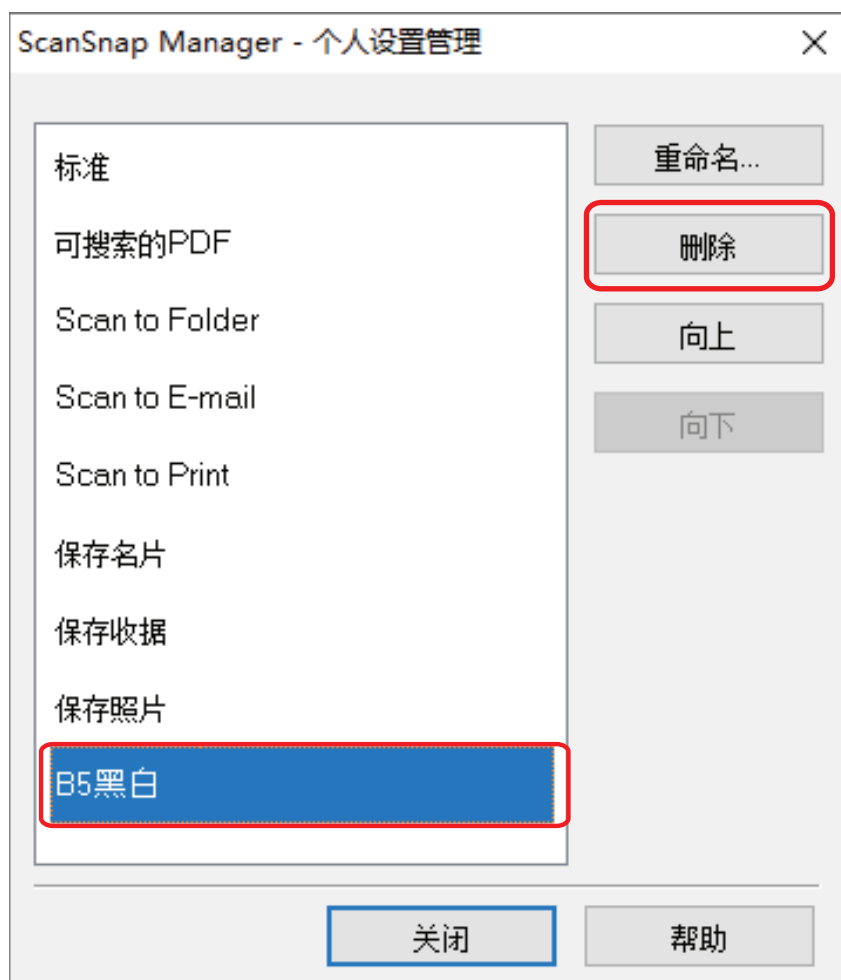 ScanSnap Manager - 个人设置管理
标准
可搜索的PDF
Scan to Folder
Scan to E-mail
Scan to Print
保存名片
保存收据
保存照片
B5黑白
重命名...
删除
向上
向下
关闭
帮助